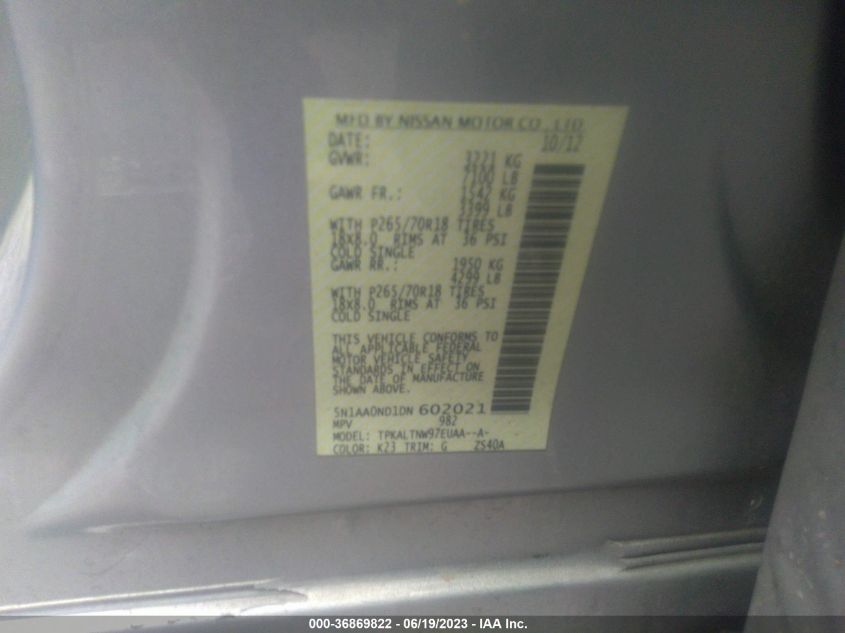 MFD BY NISSAN MOTOR CO., LTD
DATE: 10/12
GVWR: 3221 KG
7100 LB
GAWR FR.: 1542 KG
3399 LB
WITH P265/70R18 TIRES
18X8.0 RIMS AT 36 PSI
COLD SINGLE
GAWR RR.: 1950 KG
4299 LB
WITH P265/70R18 TIRES
18X8.0 RIMS AT 36 PSI
COLD SINGLE
THIS VEHICLE CONFORMS TO
ALL APPLICABLE FEDERAL
MOTOR VEHICLE SAFETY
STANDARDS IN EFFECT ON
THE DATE OF MANUFACTURE
SHOWN ABOVE.
5N1AA0ND1DN 602021
MPV 982
MODEL: TPKALTNW97EUAA--A-
COLOR: K23 TRIM: G ZS40A
000-36869822 - 06/19/2023 - IAA Inc.